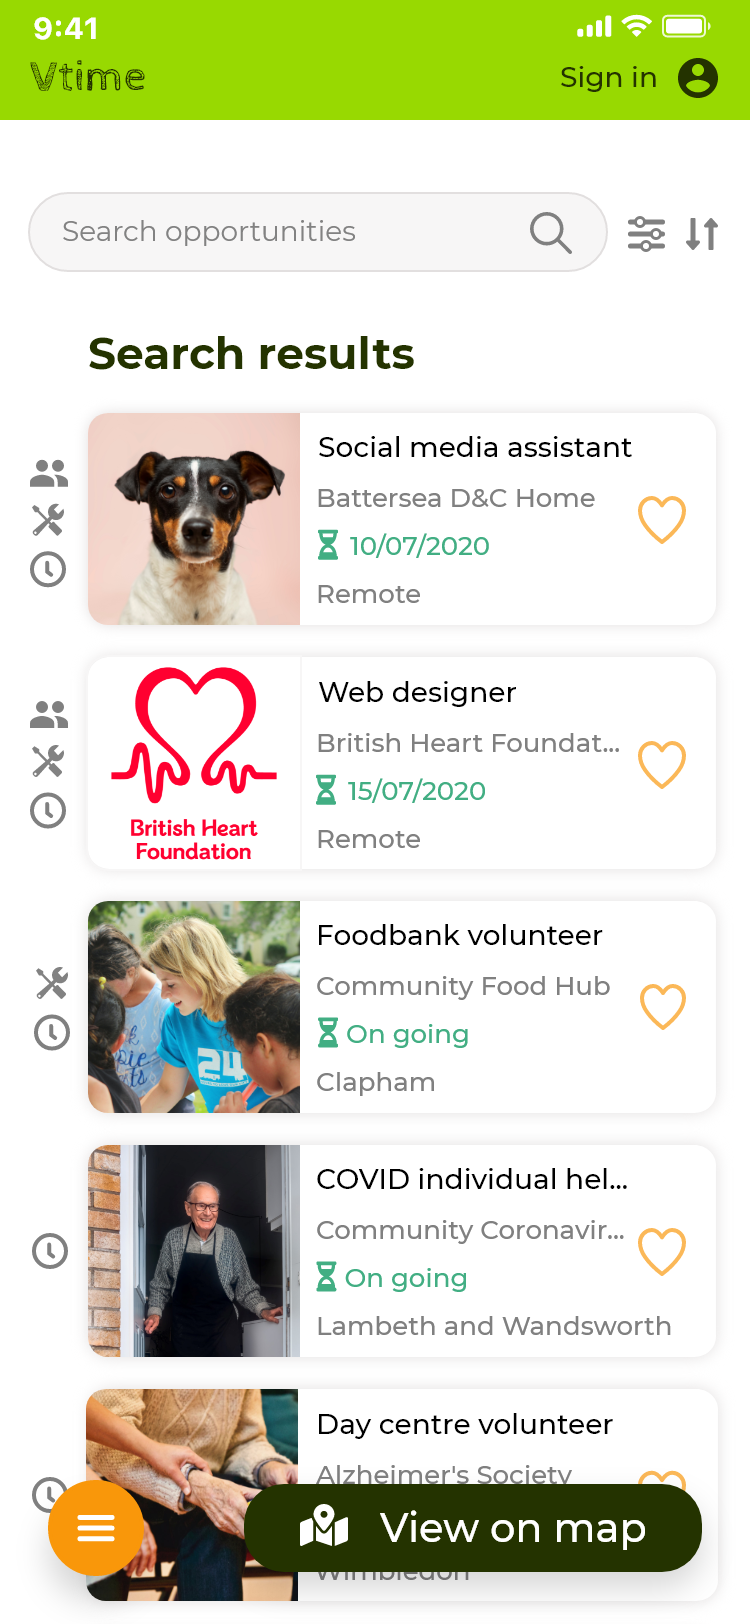 9:41
Vtime
Sign in
Search opportunities
Search results
Social media assistant
Battersea D&C Home
10/07/2020
Remote
British Heart
Foundation
Web designer
British Heart Foundat...
15/07/2020
Remote
24
Foodbank volunteer
Community Food Hub
On going
Clapham
COVID individual hel...
Community Coronavir...
On going
Lambeth and Wandsworth
Day centre volunteer
Alzheimer's Society
View on map
Wimbledon